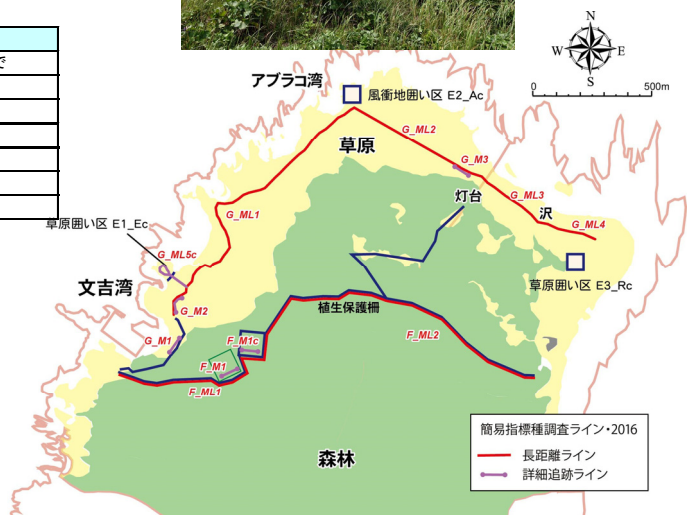 で
N
W E
S
0 500m
アブラコ湾
風衝地囲い区 E2_Ac
草原
G_ML2
G_M3
灯台
G_ML3
沢
G_ML4
G_ML1
草原囲い区 E1_Ec
G_ML5c
草原囲い区 E3_Rc
文吉湾
G_M2
植生保護柵
G_M1
F_M1c
F_ML2
F_M1
F_ML1
簡易指標種調査ライン・2016
長距離ライン
詳細追跡ライン
森林